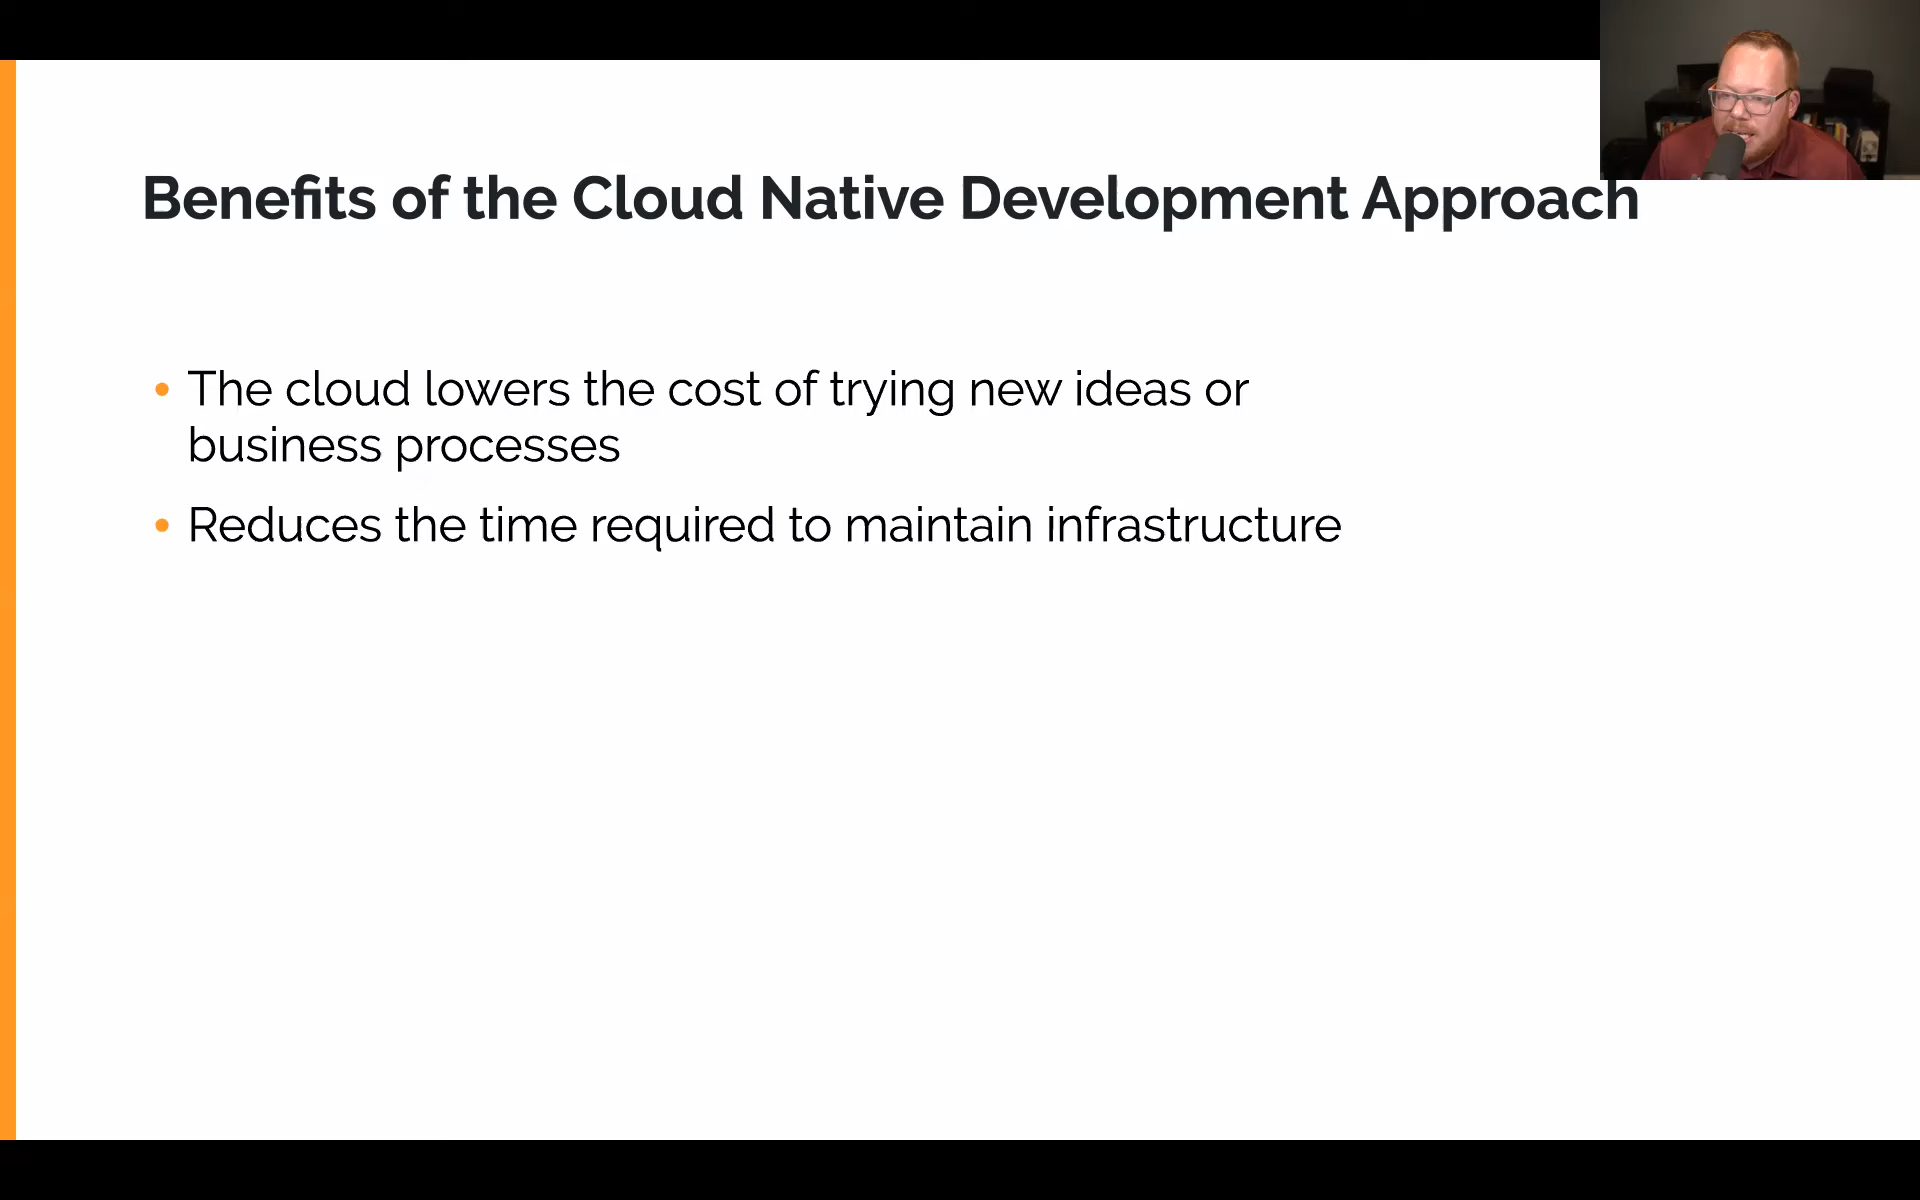 Benefits of the Cloud Native Development Approach
• The cloud lowers the cost of trying new ideas or
business processes
• Reduces the time required to maintain infrastructure